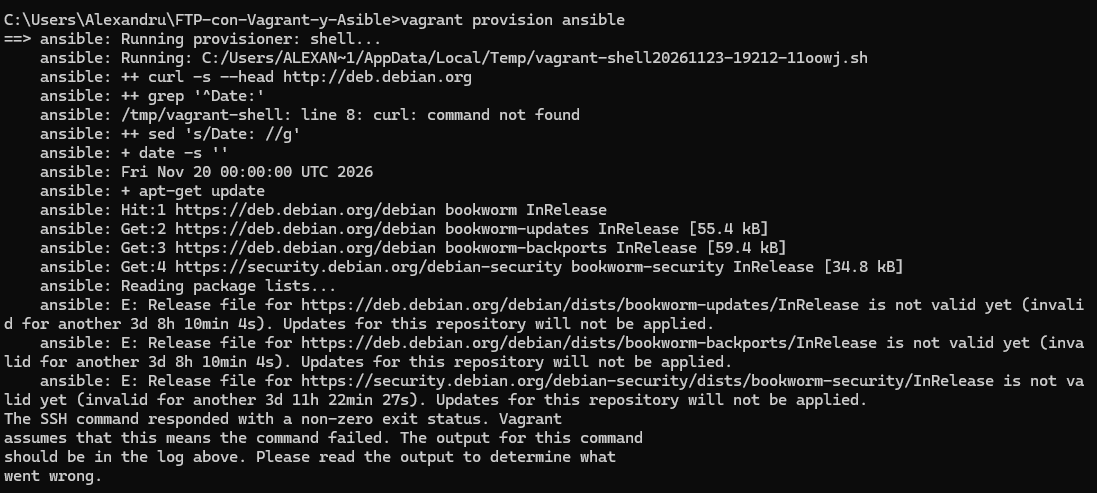 C:\Users\Alexandru\FTP-con-Vagrant-y-Asible>vagrant provision ansible
==> ansible: Running provisioner: shell...
    ansible: Running: C:/Users/ALEXAN~1/AppData/Local/Temp/vagrant-shell20261123-19212-11oowj.sh
    ansible: ++ curl -s --head http://deb.debian.org
    ansible: ++ grep '^Date:'
    ansible: /tmp/vagrant-shell: line 8: curl: command not found
    ansible: ++ sed 's/Date: //g'
    ansible: + date -s ''
    ansible: Fri Nov 20 00:00:00 UTC 2026
    ansible: + apt-get update
    ansible: Hit:1 https://deb.debian.org/debian bookworm InRelease
    ansible: Get:2 https://deb.debian.org/debian bookworm-updates InRelease [55.4 kB]
    ansible: Get:3 https://deb.debian.org/debian bookworm-backports InRelease [59.4 kB]
    ansible: Get:4 https://security.debian.org/debian-security bookworm-security InRelease [34.8 kB]
    ansible: Reading package lists...
    ansible: E: Release file for https://deb.debian.org/debian/dists/bookworm-updates/InRelease is not valid yet (invali
d for another 3d 8h 10min 4s). Updates for this repository will not be applied.
    ansible: E: Release file for https://deb.debian.org/debian/dists/bookworm-backports/InRelease is not valid yet (inva
lid for another 3d 8h 10min 4s). Updates for this repository will not be applied.
    ansible: E: Release file for https://security.debian.org/debian-security/dists/bookworm-security/InRelease is not va
lid yet (invalid for another 3d 11h 22min 27s). Updates for this repository will not be applied.
The SSH command responded with a non-zero exit status. Vagrant
assumes that this means the command failed. The output for this command
should be in the log above. Please read the output to determine what
went wrong.